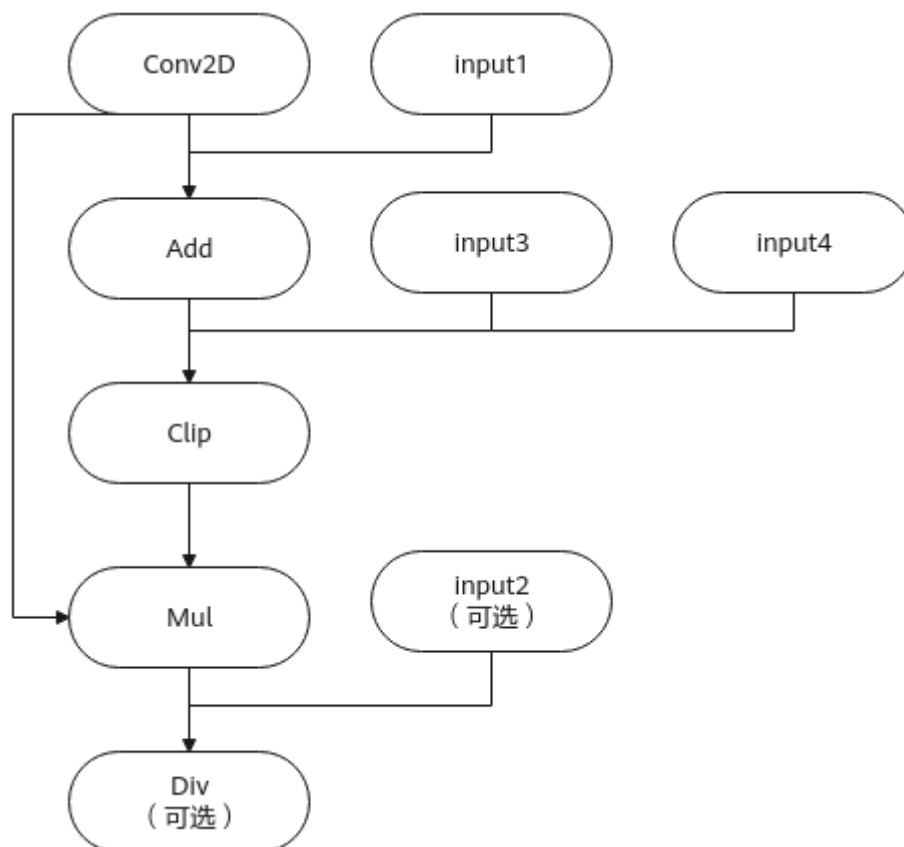 Conv2D
input1
Add
input3
input4
Clip
Mul
input2
（可选）
Div
（可选）